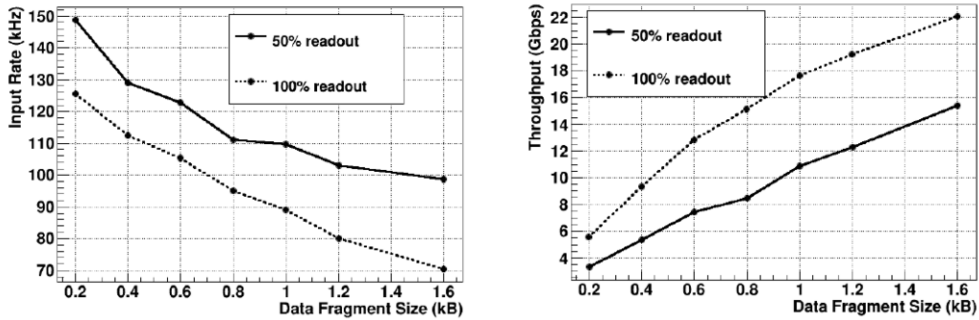 Input Rate (kHz)
150
140
130
120
110
100
90
80
70
50% readout
100% readout
0.2 0.4 0.6 0.8 1 1.2 1.4 1.6
Data Fragment Size (kB)
Throughput (Gbps)
22
20
18
16
14
12
10
8
6
4
50% readout
100% readout
0.2 0.4 0.6 0.8 1 1.2 1.4 1.6
Data Fragment Size (kB)